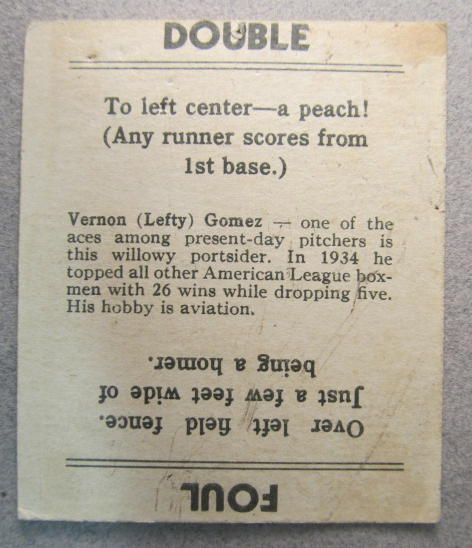 DOUBLE
To left center—a peach!
(Any runner scores from
1st base.)
Vernon (Lefty) Gomez — one of the
aces among present-day pitchers is
this willowy portsider. In 1934 he
topped all other American League box-
men with 26 wins while dropping five.
His hobby is aviation.
FOUL
Over left field fence.
Just a few feet wide of
being a homer.